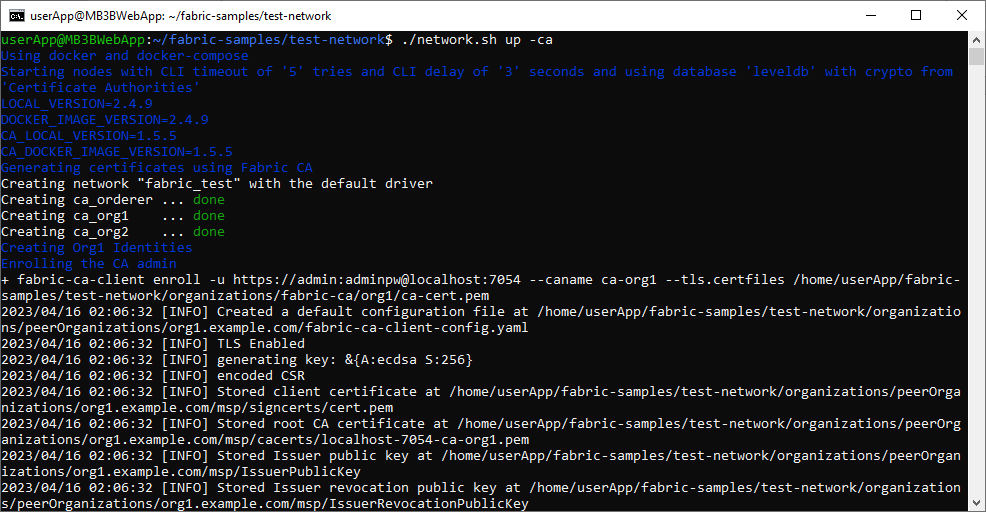 userApp@MB3BWebApp: ~/fabric-samples/test-network
userApp@MB3BWebApp:~/fabric-samples/test-network$ ./network.sh up -ca
Using docker and docker-compose
Starting nodes with CLI timeout of '5' tries and CLI delay of '3' seconds and using database 'leveldb' with crypto from
'Certificate Authorities'
LOCAL_VERSION=2.4.9
DOCKER_IMAGE_VERSION=2.4.9
CA_LOCAL_VERSION=1.5.5
CA_DOCKER_IMAGE_VERSION=1.5.5
Generating certificates using Fabric CA
Creating network "fabric_test" with the default driver
Creating ca_orderer ... done
Creating ca_org1    ... done
Creating ca_org2    ... done
Creating Org1 Identities
Enrolling the CA admin
+ fabric-ca-client enroll -u https://admin:adminpw@localhost:7054 --caname ca-org1 --tls.certfiles /home/userApp/fabric-
samples/test-network/organizations/fabric-ca/org1/ca-cert.pem
2023/04/16 02:06:32 [INFO] Created a default configuration file at /home/userApp/fabric-samples/test-network/organizatio
ns/peerOrganizations/org1.example.com/fabric-ca-client-config.yaml
2023/04/16 02:06:32 [INFO] TLS Enabled
2023/04/16 02:06:32 [INFO] generating key: &{A:ecdsa S:256}
2023/04/16 02:06:32 [INFO] encoded CSR
2023/04/16 02:06:32 [INFO] Stored client certificate at /home/userApp/fabric-samples/test-network/organizations/peerOrga
nizations/org1.example.com/msp/signcerts/cert.pem
2023/04/16 02:06:32 [INFO] Stored root CA certificate at /home/userApp/fabric-samples/test-network/organizations/peerOrg
anizations/org1.example.com/msp/cacerts/localhost-7054-ca-org1.pem
2023/04/16 02:06:32 [INFO] Stored Issuer public key at /home/userApp/fabric-samples/test-network/organizations/peerOrgan
izations/org1.example.com/msp/IssuerPublicKey
2023/04/16 02:06:32 [INFO] Stored Issuer revocation public key at /home/userApp/fabric-samples/test-network/organization
s/peerOrganizations/org1.example.com/msp/IssuerRevocationPublicKey